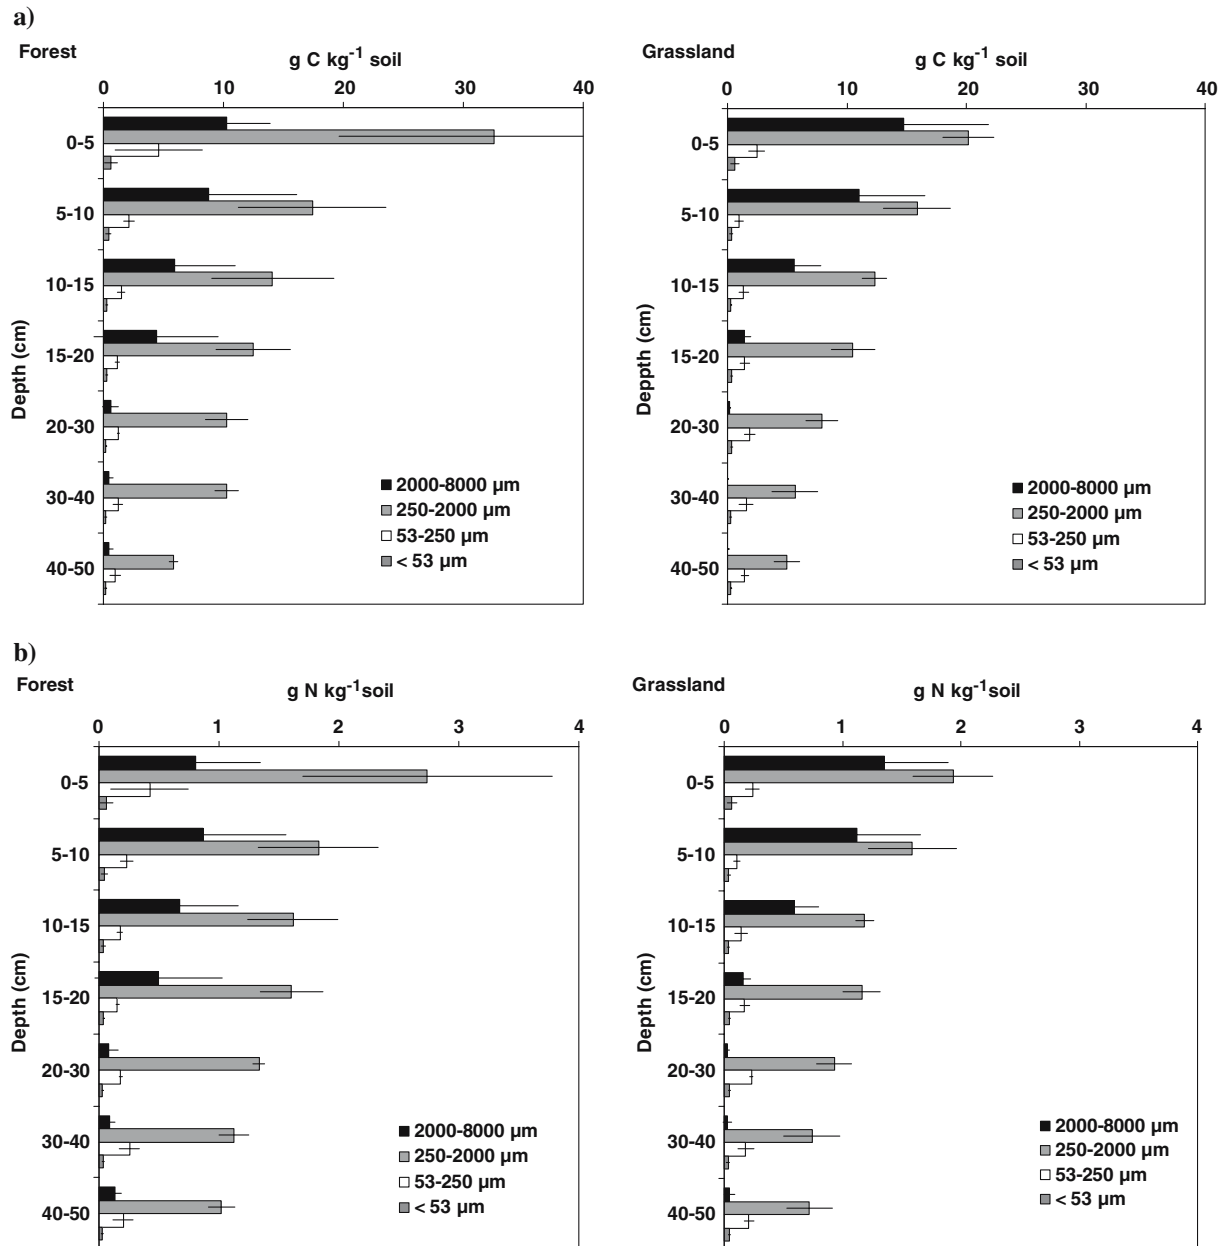 a)
Forest
g C kg-1 soil
0 10 20 30 40
Depth (cm)
0-5
5-10
10-15
15-20
20-30
30-40
40-50
2000-8000 µm
250-2000 µm
53-250 µm
< 53 µm
Grassland
g C kg-1 soil
0 10 20 30 40
Deppth (cm)
0-5
5-10
10-15
15-20
20-30
30-40
40-50
2000-8000 µm
250-2000 µm
53-250 µm
< 53 µm
b)
Forest
g N kg-1soil
0 1 2 3 4
Depth (cm)
0-5
5-10
10-15
15-20
20-30
30-40
40-50
2000-8000 µm
250-2000 µm
53-250 µm
< 53 µm
Grassland
g N kg-1soil
0 1 2 3 4
Depth (cm)
0-5
5-10
10-15
15-20
20-30
30-40
40-50
2000-8000 µm
250-2000 µm
53-250 µm
< 53 µm